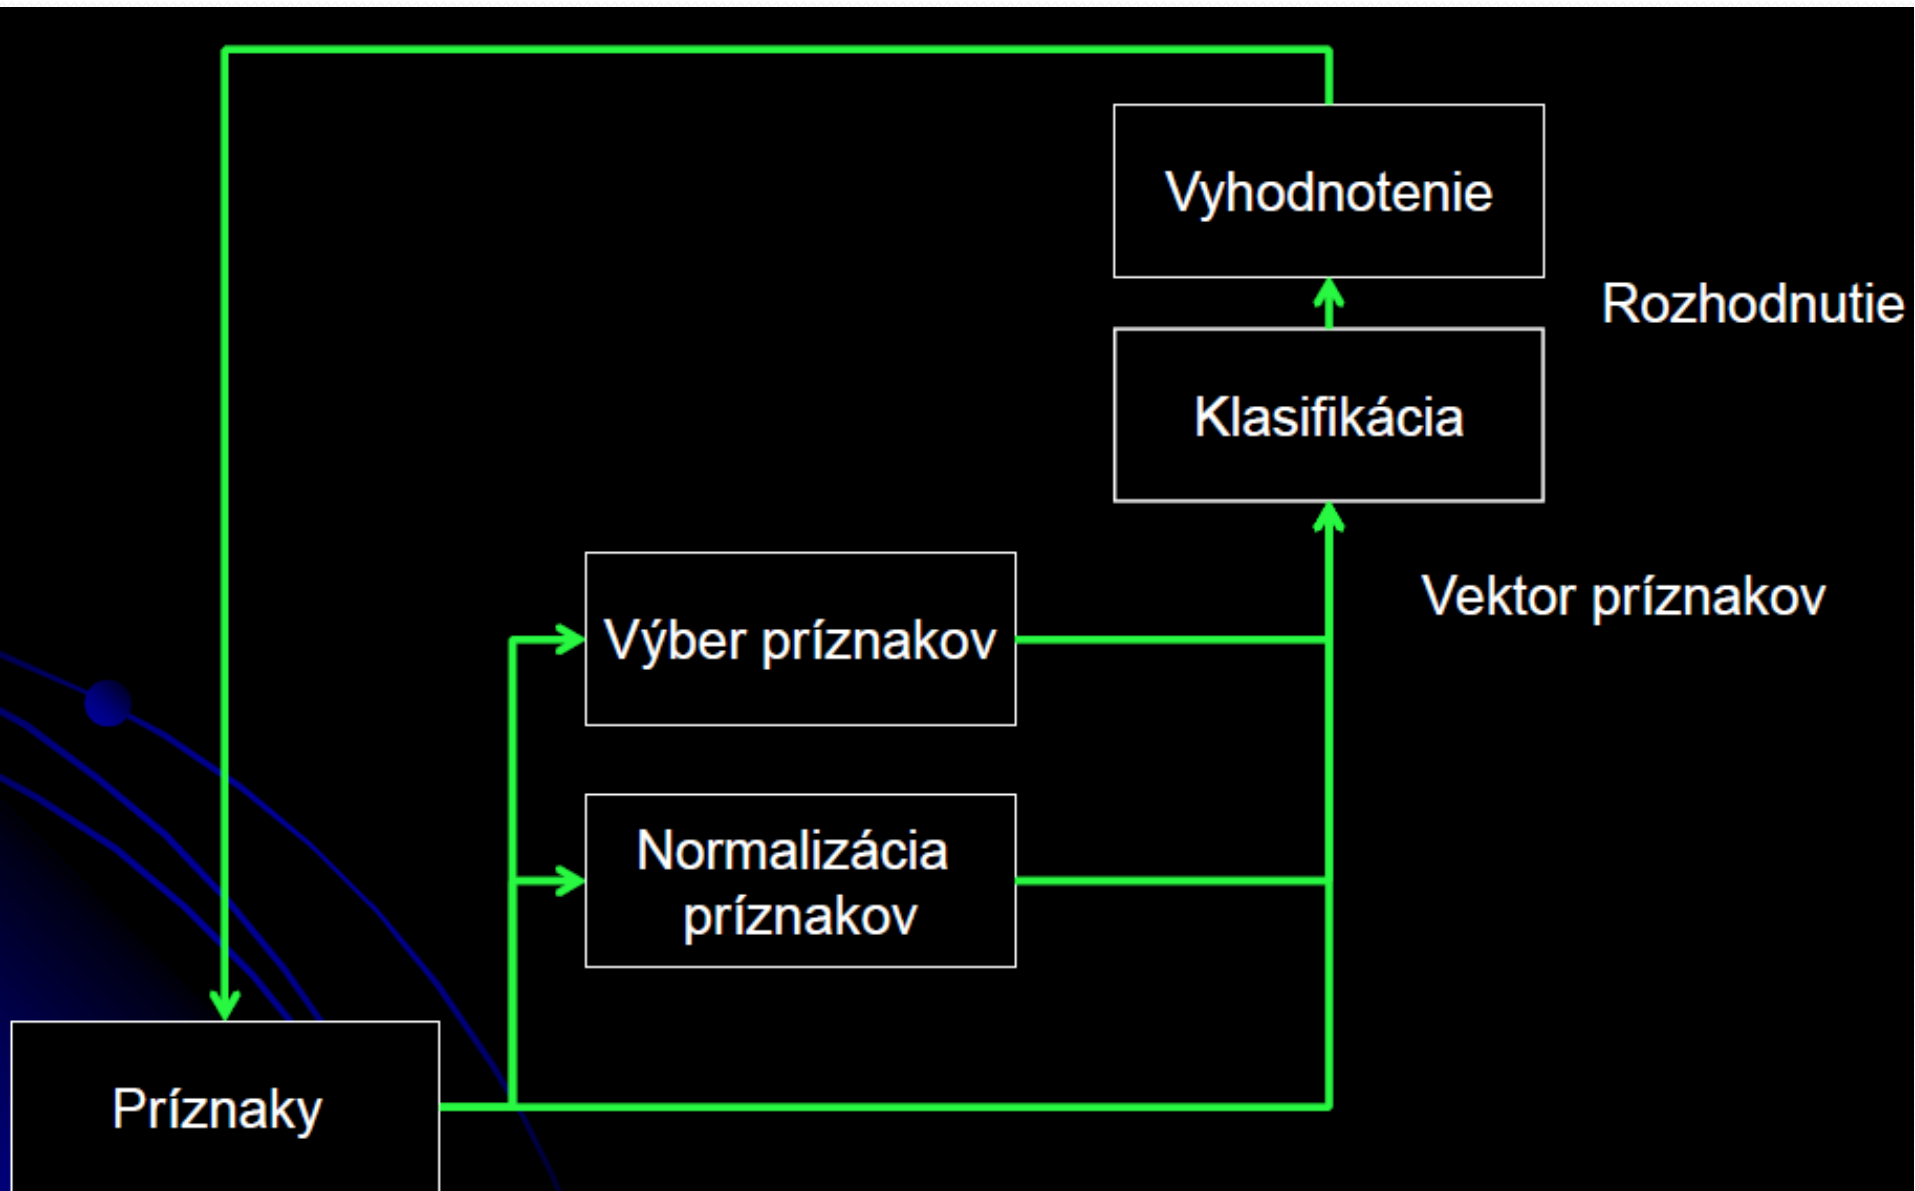 Vyhodnotenie
Rozhodnutie
Klasifikácia
Vektor príznakov
Výber príznakov
Normalizácia
príznakov
Príznaky